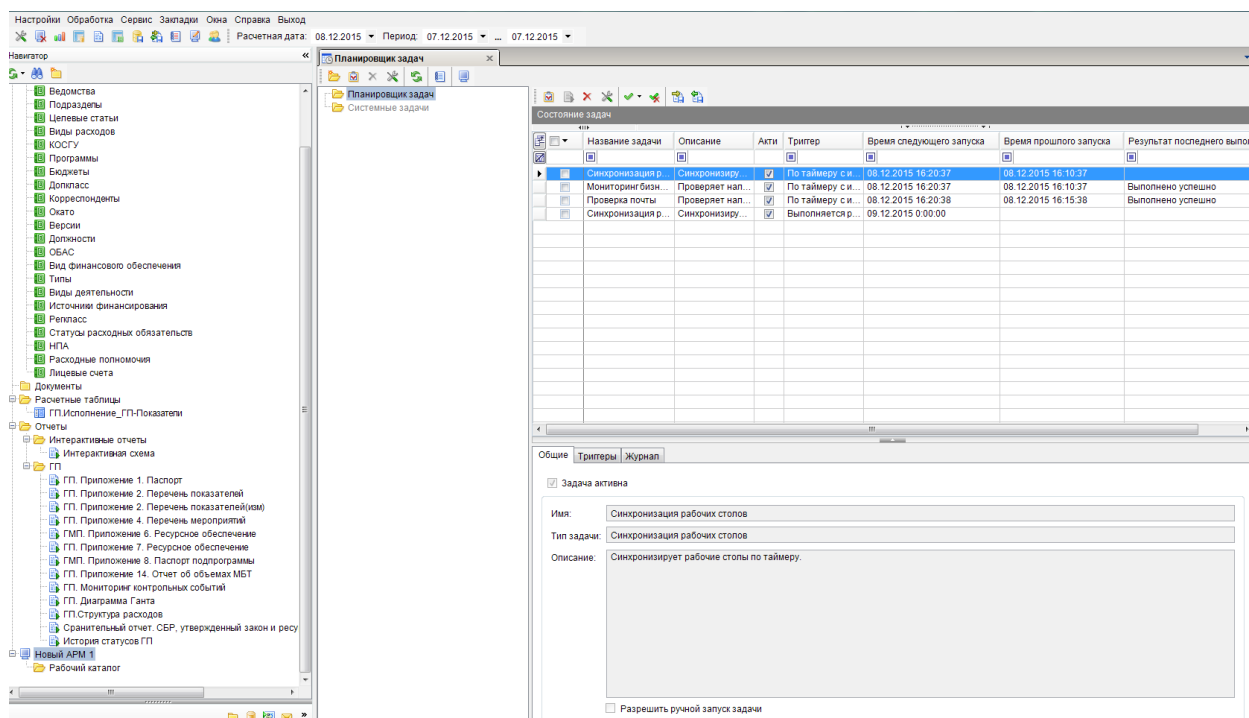 Настройки Обработка Сервис Закладки Окна Справка Выход
Расчетная дата: 08.12.2015 Период: 07.12.2015 ... 07.12.2015
Навигатор
Ведомства
Подразделы
Целевые статьи
Виды расходов
КОСГУ
Программы
Бюджеты
Допкласс
Корреспонденты
Окато
Версии
Должности
ОБАС
Вид финансового обеспечения
Типы
Виды деятельности
Источники финансирования
Репкласс
Статусы расходных обязательств
НПА
Расходные полномочия
Лицевые счета
Документы
Расчетные таблицы
ГП.Исполнение_ГП-Показатели
Отчеты
Интерактивные отчеты
Интерактивная схема
ГП
ГП. Приложение 1. Паспорт
ГП. Приложение 2. Перечень показателей
ГП. Приложение 2. Перечень показателей(изм)
ГП. Приложение 4. Перечень мероприятий
ГМП. Приложение 6. Ресурсное обеспечение
ГП. Приложение 7. Ресурсное обеспечение
ГМП. Приложение 8. Паспорт подпрограммы
ГП. Приложение 14. Отчет об объемах МБТ
ГП. Мониторинг контрольных событий
ГП. Диаграмма Ганта
ГП.Структура расходов
Сранительный отчет. СБР, утвержденный закон и ресу
История статусов ГП
Новый АРМ 1
Рабочий каталог
Планировщик задач
Планировщик задач
Системные задачи
Состояние задач
Название задачи Описание Акти Триггер Время следующего запуска Время прошлого запуска Результат последнего выпо
Синхронизация р... Синхронизиру... По таймеру с и... 08.12.2015 16:20:37 08.12.2015 16:10:37
Мониторинг бизн... Проверяет нап... По таймеру с и... 08.12.2015 16:20:37 08.12.2015 16:10:37 Выполнено успешно
Проверка почты Проверяет нап... По таймеру с и... 08.12.2015 16:20:38 08.12.2015 16:15:38 Выполнено успешно
Синхронизация р... Синхронизиру... Выполняется р... 09.12.2015 0:00:00
Общие Триггеры Журнал
Задача активна
Имя: Синхронизация рабочих столов
Тип задачи: Синхронизация рабочих столов
Описание: Синхронизирует рабочие столы по таймеру.
Разрешить ручной запуск задачи